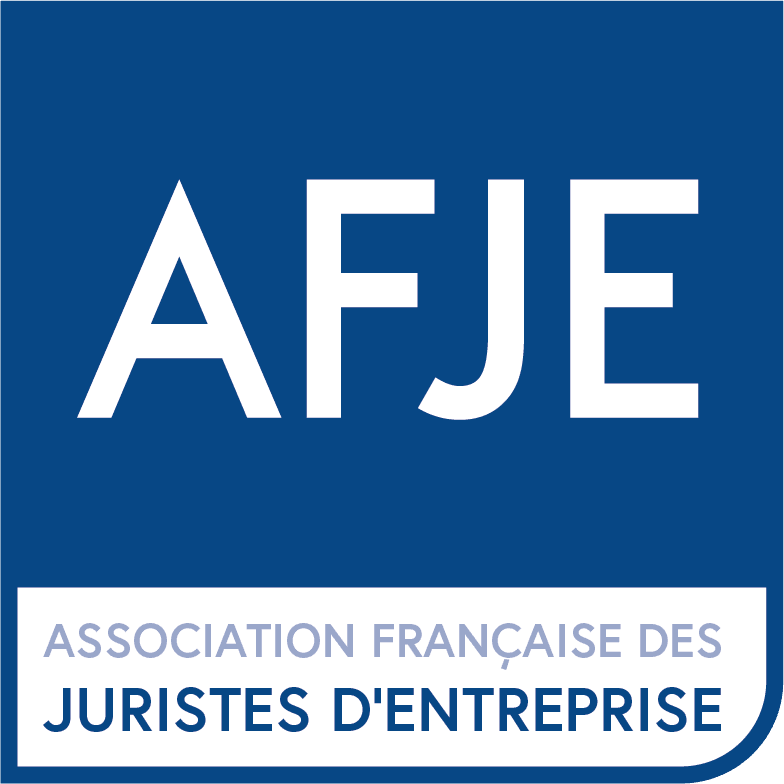 AFJE
ASSOCIATION FRANÇAISE DES
JURISTES D'ENTREPRISE